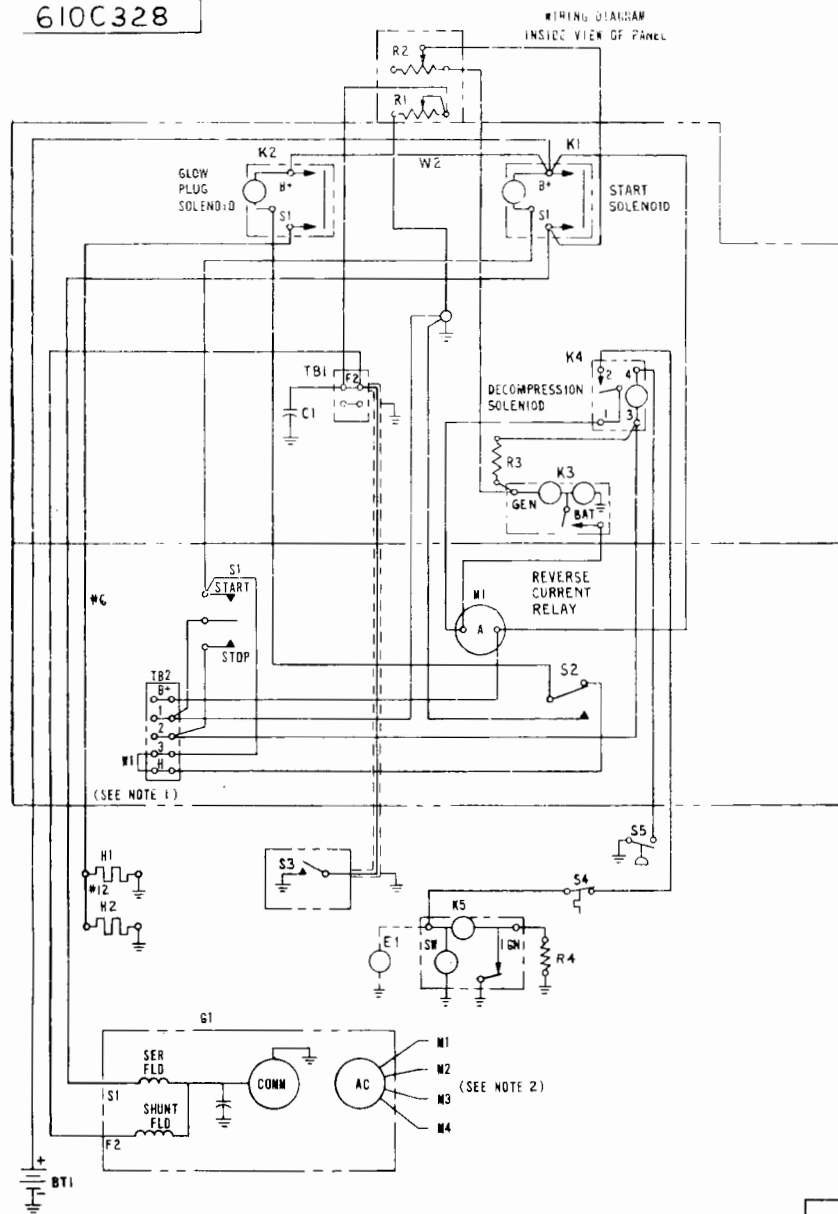 610C328
WIRING DIAGRAM
INSIDE VIEW OF PANEL
R2
R1
K2
W2
K1
GLOW
PLUG
SOLENOID
B+
S1
B+
S1
START
SOLENOID
K4
TB1
F2
2
4
DECOMPRESSION
SOLENIOD
1
3
C1
R3
K3
GEN
BAT
REVERSE
CURRENT
RELAY
#6
S1
START
M1
A
STOP
S2
TB2
B+
1
2
3
H
W1
(SEE NOTE 1)
S5
S3
S4
H1
#12
H2
K5
E1
SW
IGN
R4
G1
SER
FLD
S1
COMM
AC
M1
M2
M3
M4
(SEE NOTE 2)
SHUNT
FLD
F2
+
-
BT1